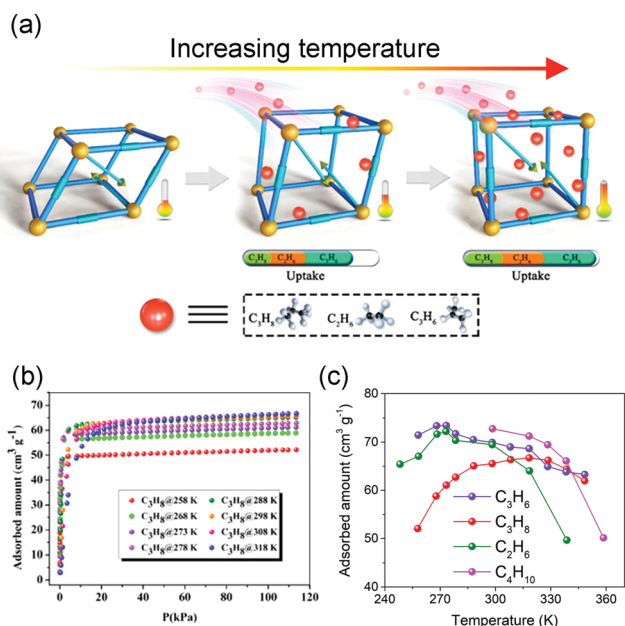 (a)
Increasing temperature
C₃H₈ C₂H₆ C₃H₆
Uptake
C₃H₈ C₂H₆ C₃H₆
Uptake
C₃H₈ C₂H₆ C₃H₆
(b)
Adsorbed amount (cm³ g⁻¹)
70
60
50
40
30
20
10
0
C₃H₈@258 K C₃H₈@288 K
C₃H₈@268 K C₃H₈@298 K
C₃H₈@273 K C₃H₈@308 K
C₃H₈@278 K C₃H₈@318 K
0 20 40 60 80 100 120
P(kPa)
(c)
Adsorbed amount (cm³ g⁻¹)
80
70
60
50
40
C₃H₆
C₃H₈
C₂H₆
C₄H₁₀
240 270 300 330 360
Temperature (K)